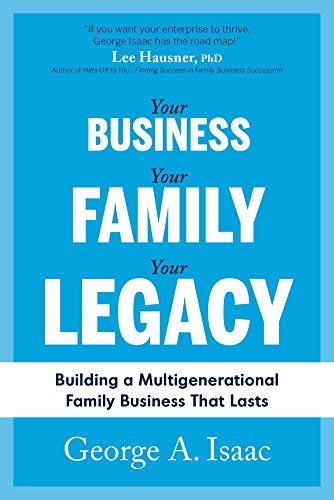 "If you want your enterprise to thrive,
George Isaac has the road map!"
Lee Hausner, PhD
Author of Hats Off to You...Finding Success in Family Business Succession
Your
BUSINESS
Your
FAMILY
Your
LEGACY
Building a Multigenerational
Family Business That Lasts
George A. Isaac